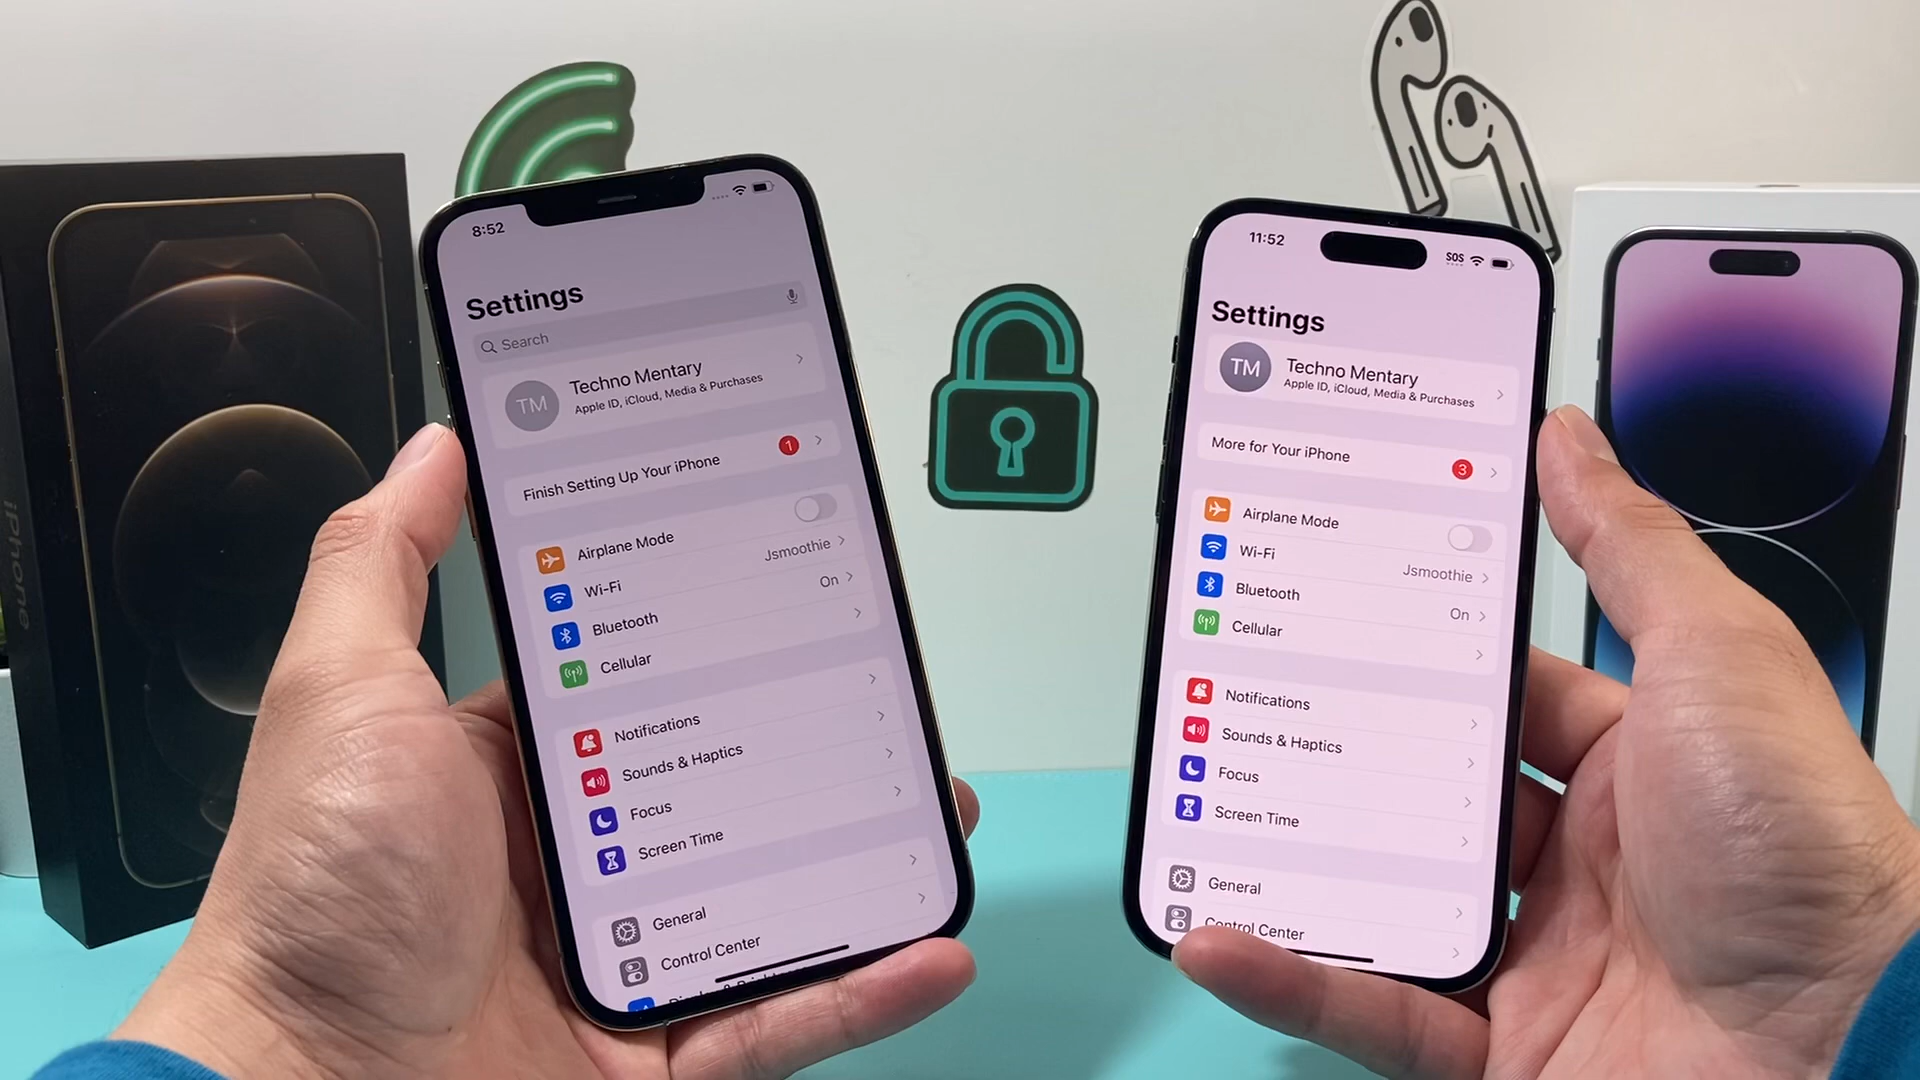 iPhone
8:52
Settings
Search
TM
Techno Mentary
Apple ID, iCloud, Media & Purchases
Finish Setting Up Your iPhone
1
Airplane Mode
Wi-Fi
Jsmoothie
Bluetooth
On
Cellular
Notifications
Sounds & Haptics
Focus
Screen Time
General
Control Center
11:52
SOS
Settings
TM
Techno Mentary
Apple ID, iCloud, Media & Purchases
More for Your iPhone
3
Airplane Mode
Wi-Fi
Jsmoothie
Bluetooth
On
Cellular
Notifications
Sounds & Haptics
Focus
Screen Time
General
Control Center